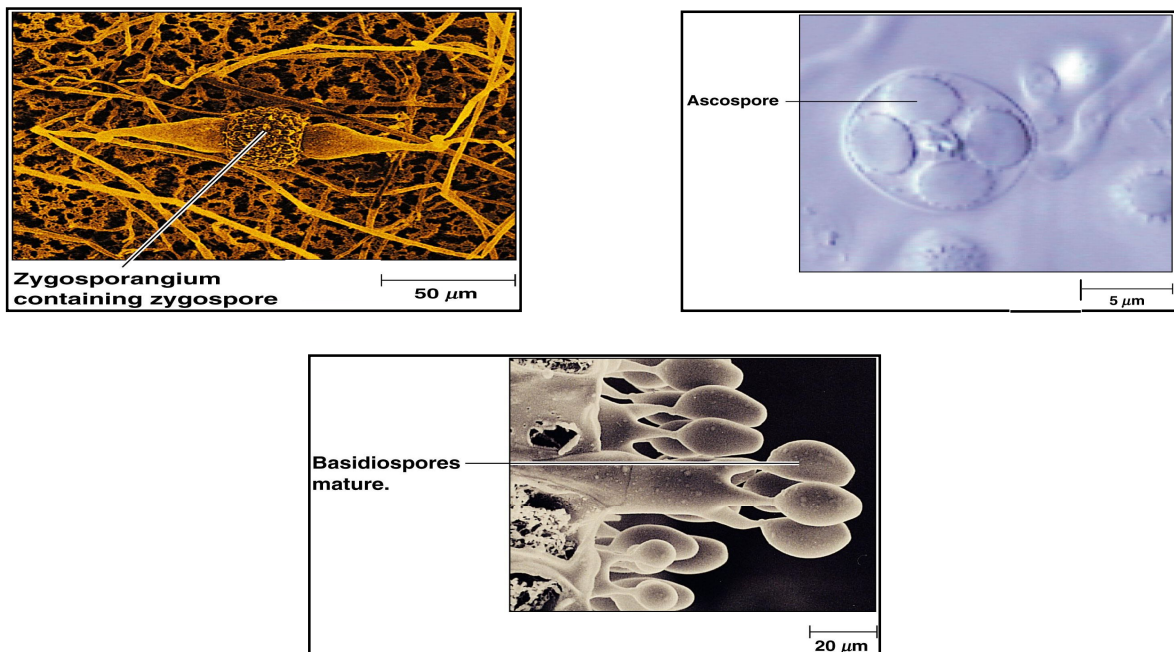 Zygosporangium
containing zygospore
50 μm
Ascospore
5 μm
Basidiospores
mature.
20 μm